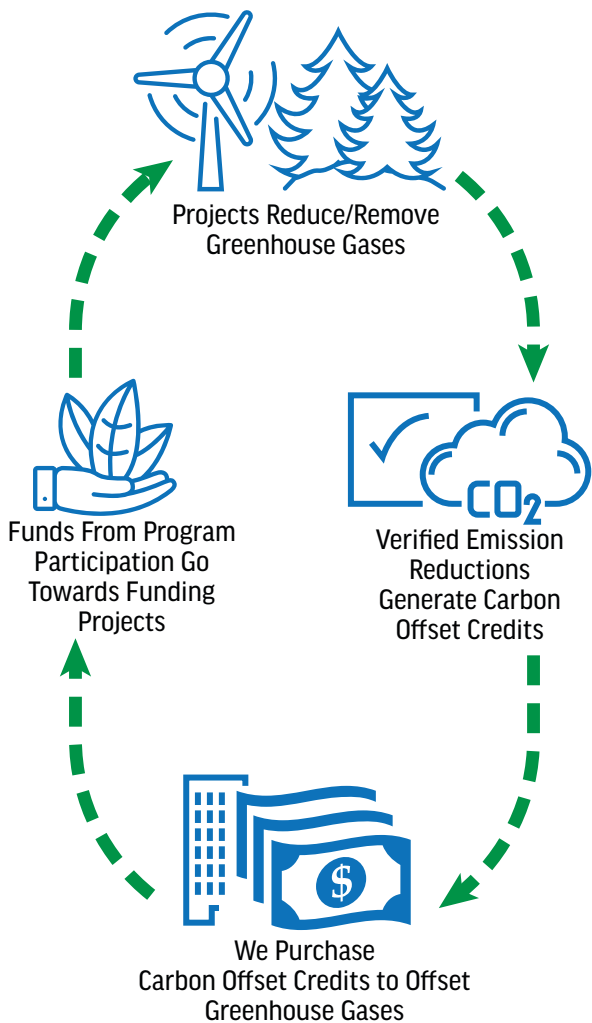 Projects Reduce/Remove
Greenhouse Gases
CO2
Verified Emission
Reductions
Generate Carbon
Offset Credits
$
We Purchase
Carbon Offset Credits to Offset
Greenhouse Gases
Funds From Program
Participation Go
Towards Funding
Projects